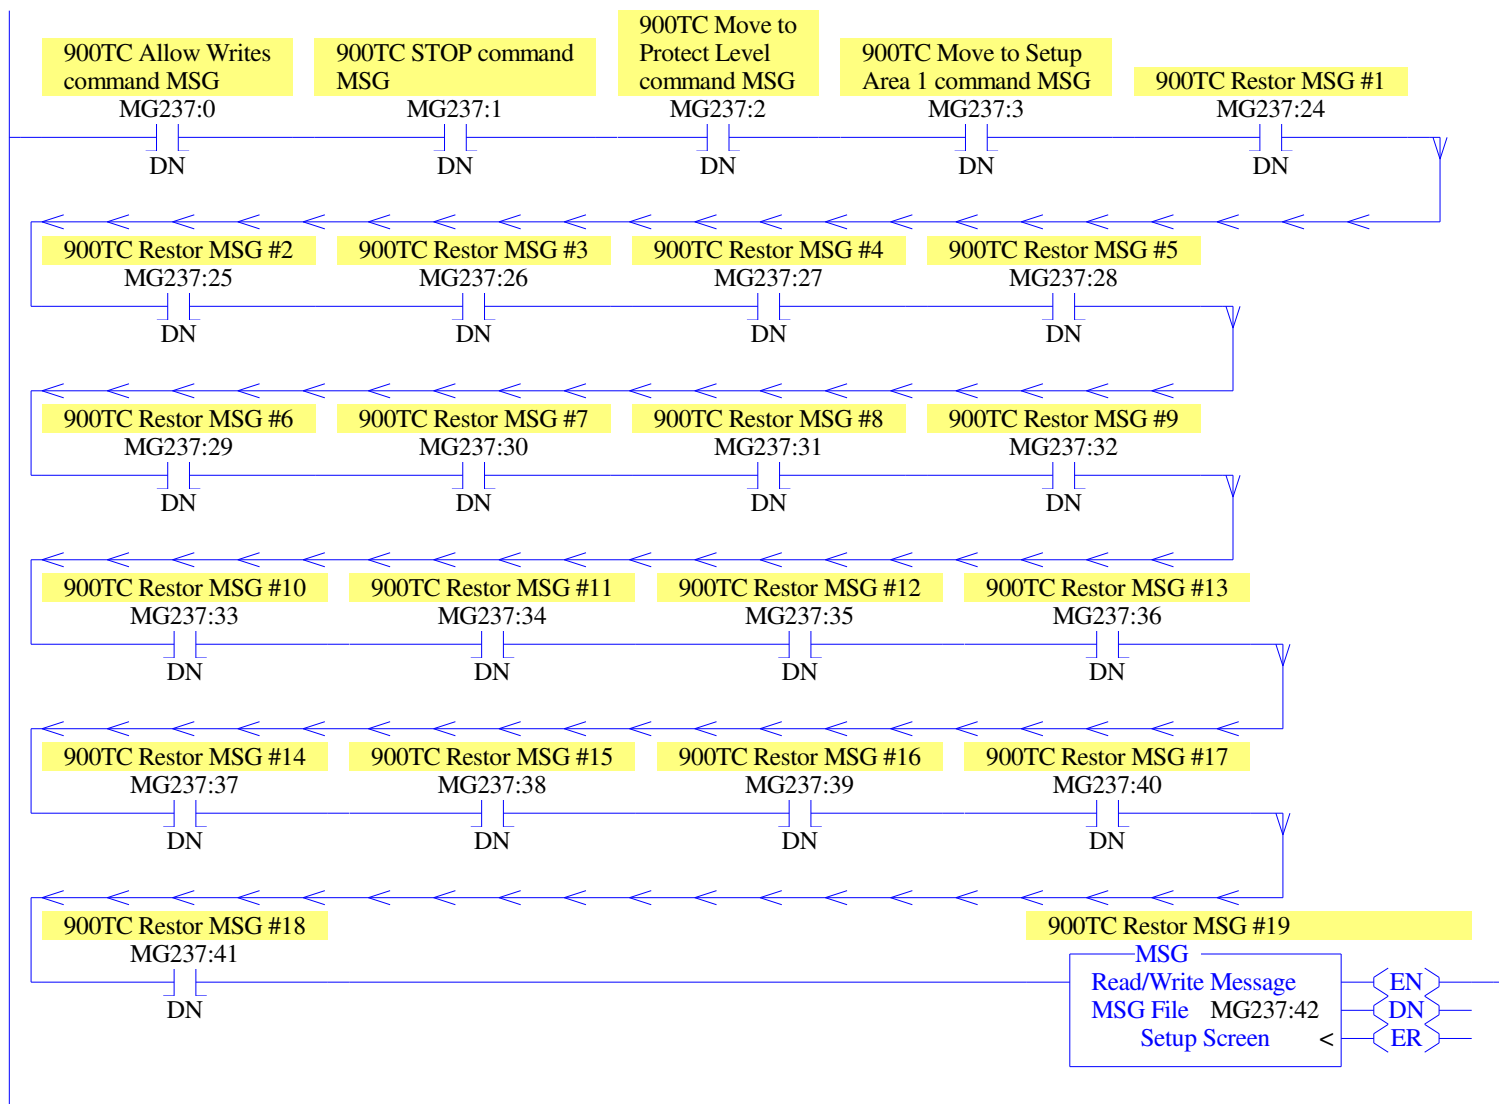 900TC Allow Writes
command MSG
MG237:0
DN
900TC STOP command
MSG
MG237:1
DN
900TC Move to
Protect Level
command MSG
MG237:2
DN
900TC Move to Setup
Area 1 command MSG
MG237:3
DN
900TC Restor MSG #1
MG237:24
DN
900TC Restor MSG #2
MG237:25
DN
900TC Restor MSG #3
MG237:26
DN
900TC Restor MSG #4
MG237:27
DN
900TC Restor MSG #5
MG237:28
DN
900TC Restor MSG #6
MG237:29
DN
900TC Restor MSG #7
MG237:30
DN
900TC Restor MSG #8
MG237:31
DN
900TC Restor MSG #9
MG237:32
DN
900TC Restor MSG #10
MG237:33
DN
900TC Restor MSG #11
MG237:34
DN
900TC Restor MSG #12
MG237:35
DN
900TC Restor MSG #13
MG237:36
DN
900TC Restor MSG #14
MG237:37
DN
900TC Restor MSG #15
MG237:38
DN
900TC Restor MSG #16
MG237:39
DN
900TC Restor MSG #17
MG237:40
DN
900TC Restor MSG #18
MG237:41
DN
900TC Restor MSG #19
MSG
Read/Write Message
MSG File MG237:42
Setup Screen <
EN
DN
ER